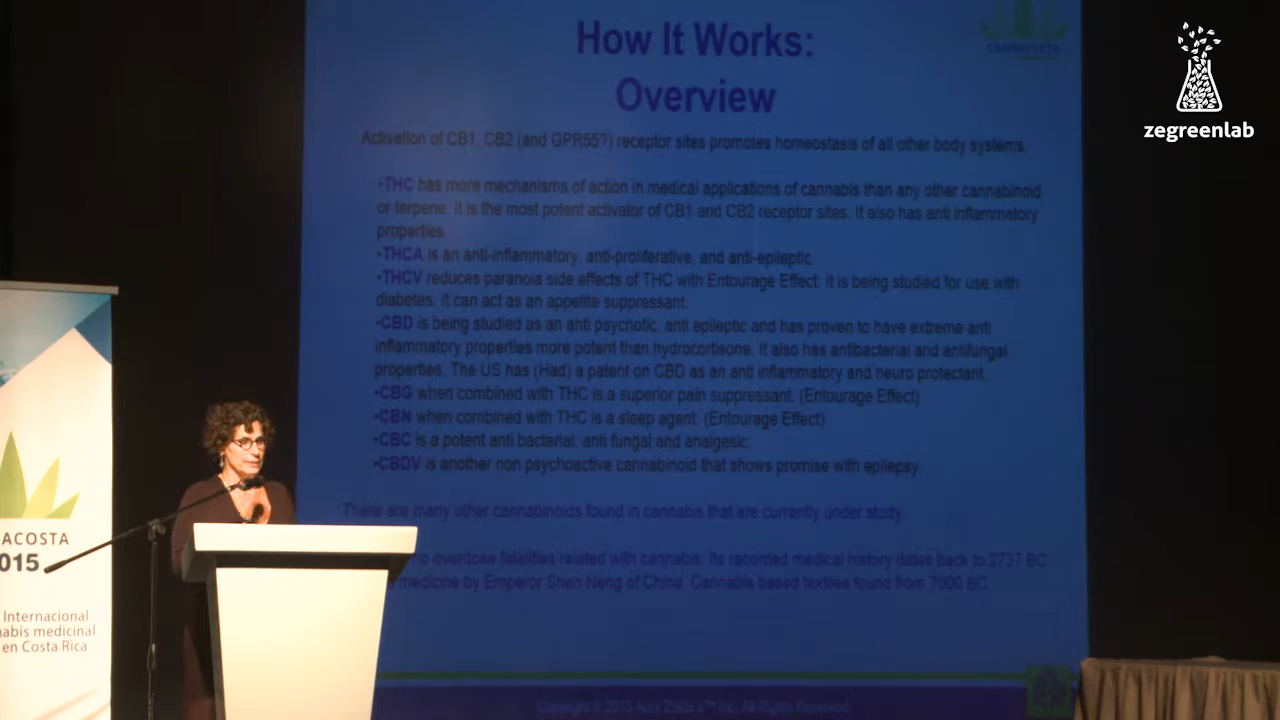 How It Works:
Overview
CANNACOSTA
zegreenlab
Activation of CB1, CB2 (and GPR55?) receptor sites promotes homeostasis of all other body systems.
•THC has more mechanisms of action in medical applications of cannabis than any other cannabinoid
or terpene. It is the most potent activator of CB1 and CB2 receptor sites. It also has anti inflammatory
properties.
•THCA is an anti-inflammatory, anti-proliferative, and anti-epileptic.
•THCV reduces paranoia side effects of THC with Entourage Effect. It is being studied for use with
diabetes. It can act as an appetite suppressant.
•CBD is being studied as an anti psychotic, anti epileptic and has proven to have extreme anti
inflammatory properties more potent than hydrocortisone. It also has antibacterial and antifungal
properties. The US has (Had) a patent on CBD as an anti inflammatory and neuro protectant.
•CBG when combined with THC is a superior pain suppressant. (Entourage Effect)
•CBN when combined with THC is a sleep agent. (Entourage Effect)
•CBC is a potent anti bacterial, anti fungal and analgesic.
•CBDV is another non psychoactive cannabinoid that shows promise with epilepsy.
There are many other cannabinoids found in cannabis that are currently under study.
no overdose fatalities related with cannabis. Its recorded medical history dates back to 2737 BC
medicine by Emperor Shen Neng of China. Cannabis based textiles found from 7000 BC
Copyright © 2015 Inc. All Rights Reserved
ACOSTA
015
Internacional
nabis medicinal
en Costa Rica